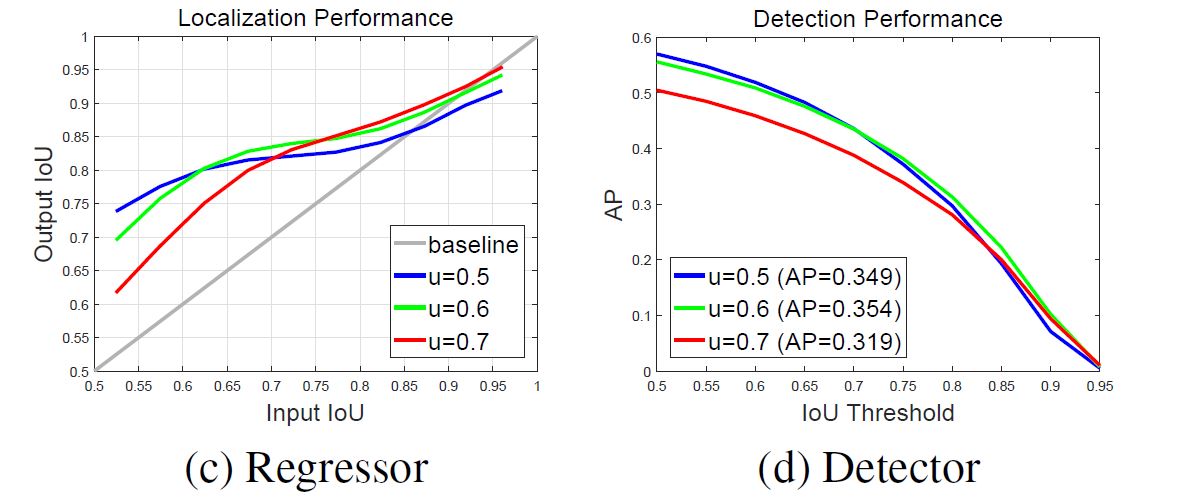 Localization Performance
1
0.95
0.9
0.85
0.8
0.75
0.7
0.65
0.6
0.55
0.5
Output IoU
baseline
u=0.5
u=0.6
u=0.7
0.5 0.55 0.6 0.65 0.7 0.75 0.8 0.85 0.9 0.95 1
Input IoU
(c) Regressor
Detection Performance
0.6
0.5
0.4
0.3
0.2
0.1
0
AP
u=0.5 (AP=0.349)
u=0.6 (AP=0.354)
u=0.7 (AP=0.319)
0.5 0.55 0.6 0.65 0.7 0.75 0.8 0.85 0.9 0.95
IoU Threshold
(d) Detector